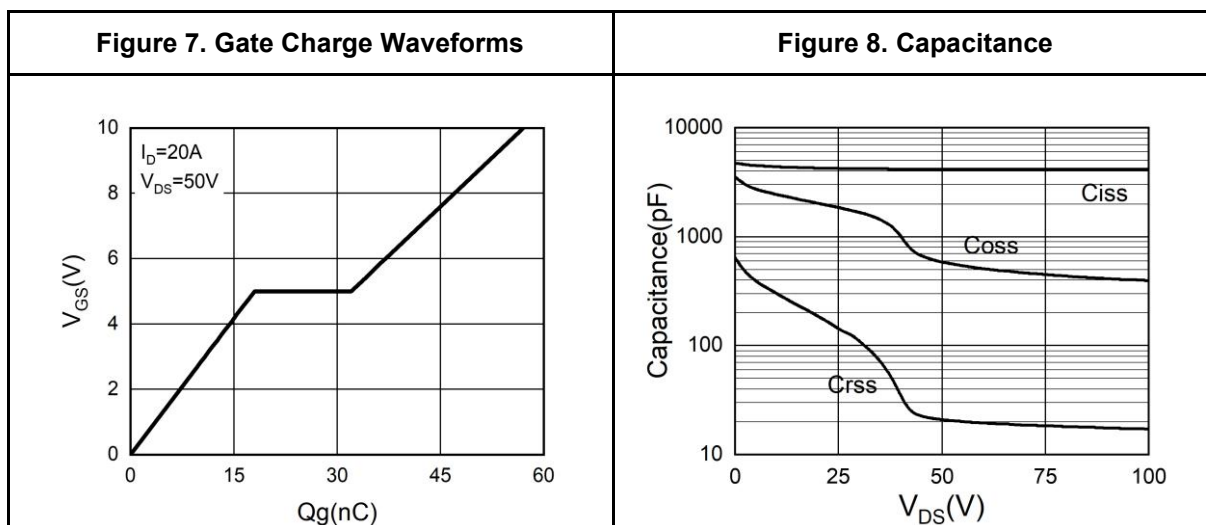 Figure 7. Gate Charge Waveforms
Figure 8. Capacitance
10
8
6
4
2
0
V_GS(V)
I_D=20A
V_DS=50V
0 15 30 45 60
Qg(nC)
10000
1000
100
10
Capacitance(pF)
Ciss
Coss
Crss
0 25 50 75 100
V_DS(V)